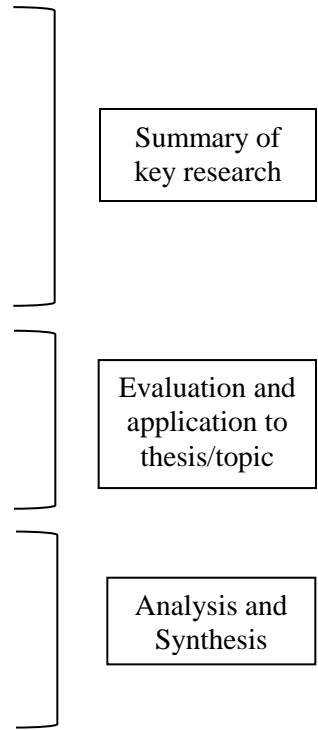 Summary of
key research
Evaluation and
application to
thesis/topic
Analysis and
Synthesis